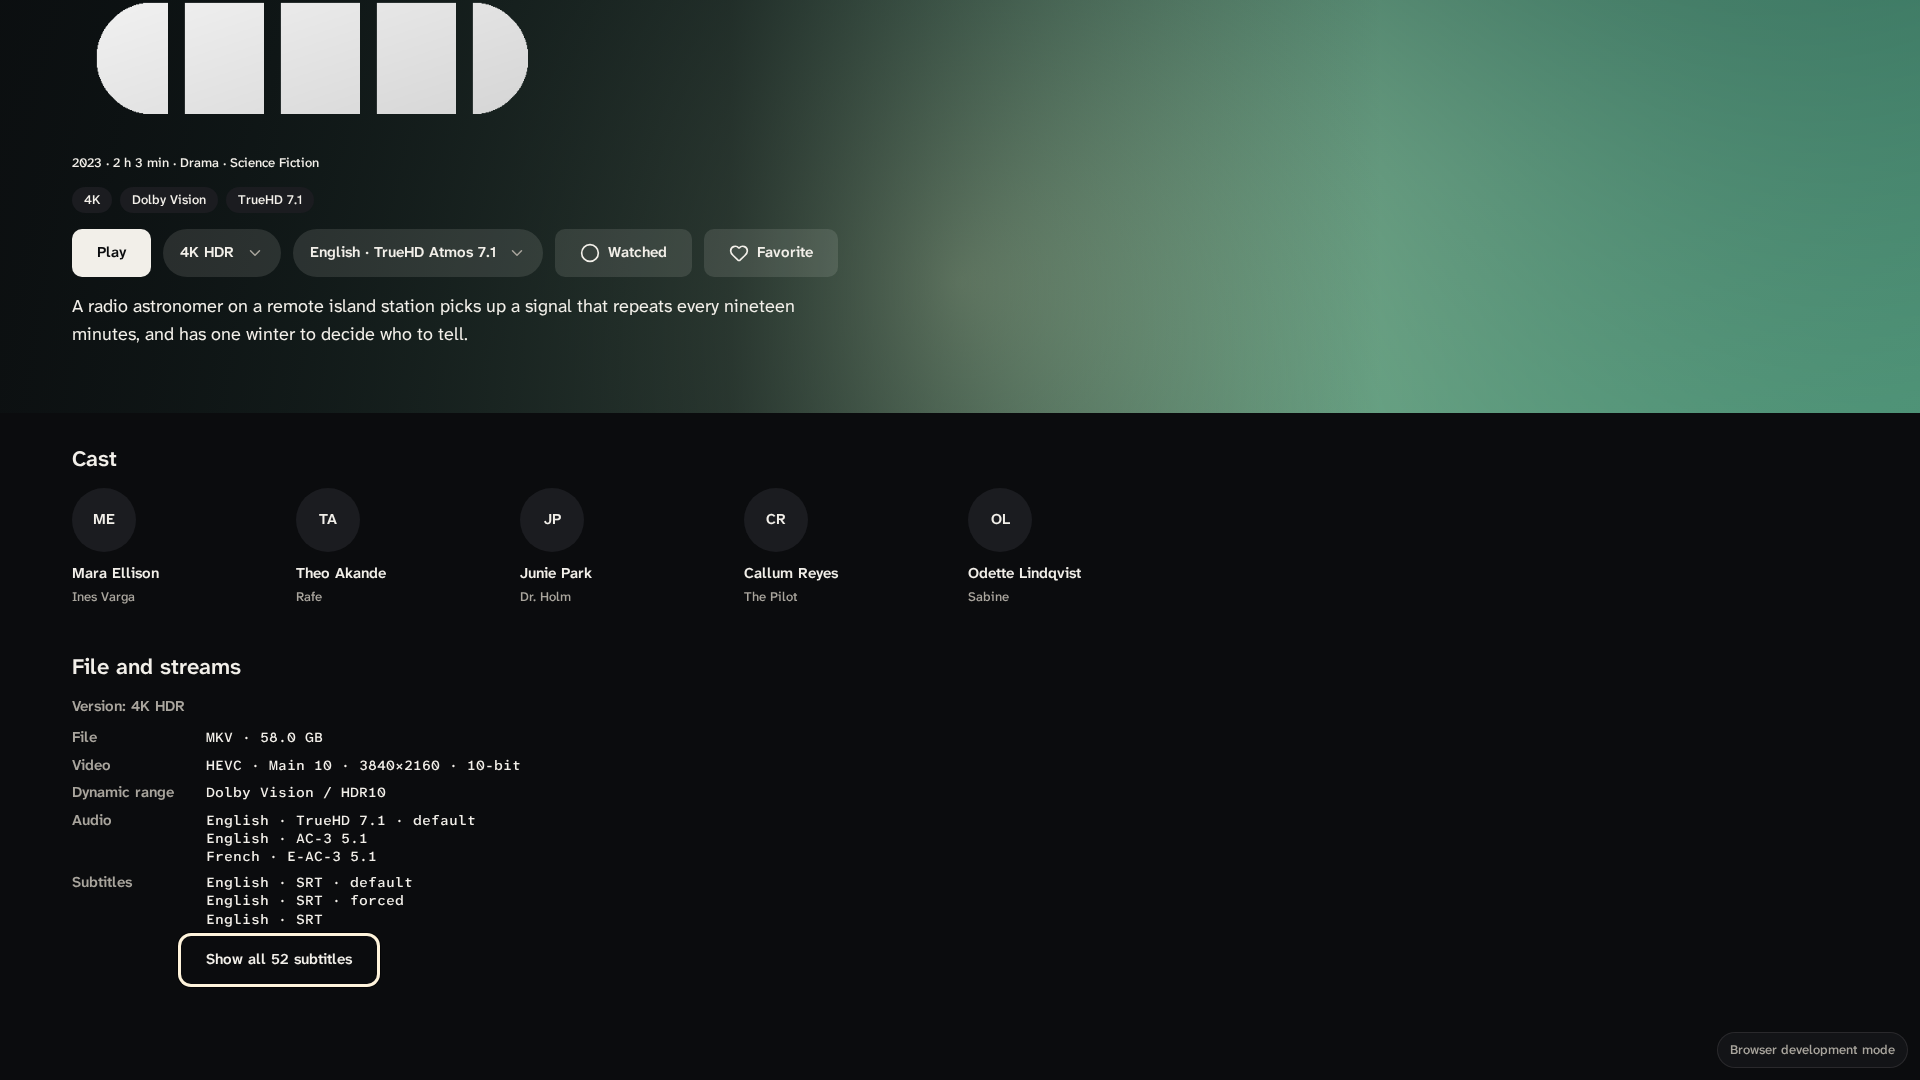 2023 · 2 h 3 min · Drama · Science Fiction
4K
Dolby Vision
TrueHD 7.1
Play
4K HDR
English · TrueHD Atmos 7.1
Watched
Favorite
A radio astronomer on a remote island station picks up a signal that repeats every nineteen
minutes, and has one winter to decide who to tell.
Cast
ME
TA
JP
CR
OL
Mara Ellison
Theo Akande
Junie Park
Callum Reyes
Odette Lindqvist
Ines Varga
Rafe
Dr. Holm
The Pilot
Sabine
File and streams
Version: 4K HDR
File MKV · 58.0 GB
Video HEVC · Main 10 · 3840×2160 · 10-bit
Dynamic range Dolby Vision / HDR10
Audio English · TrueHD 7.1 · default
English · AC-3 5.1
French · E-AC-3 5.1
Subtitles English · SRT · default
English · SRT · forced
English · SRT
Show all 52 subtitles
Browser development mode